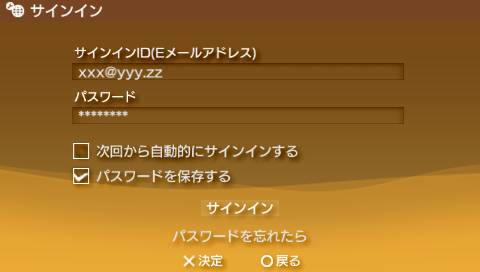 サインイン
サインインID(Eメールアドレス)
xxx@yyy.zz
パスワード
********
次回から自動的にサインインする
パスワードを保存する
サインイン
パスワードを忘れたら
×決定 ○戻る